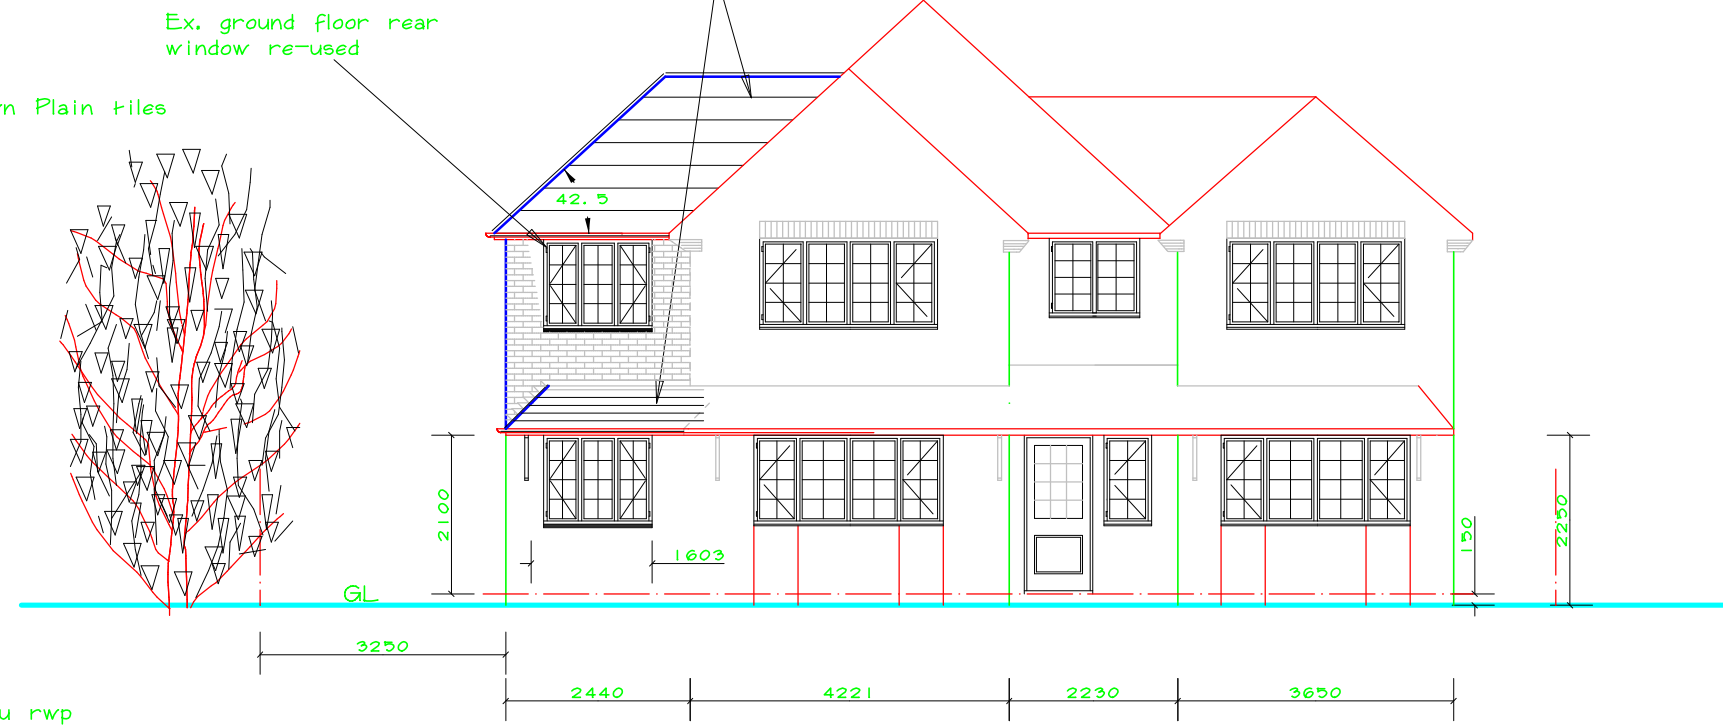 Ex. ground floor rear
window re-used
Plain tiles
42.5
2100
1603
150
2250
GL
3250
2440
4221
2230
3650
rwp